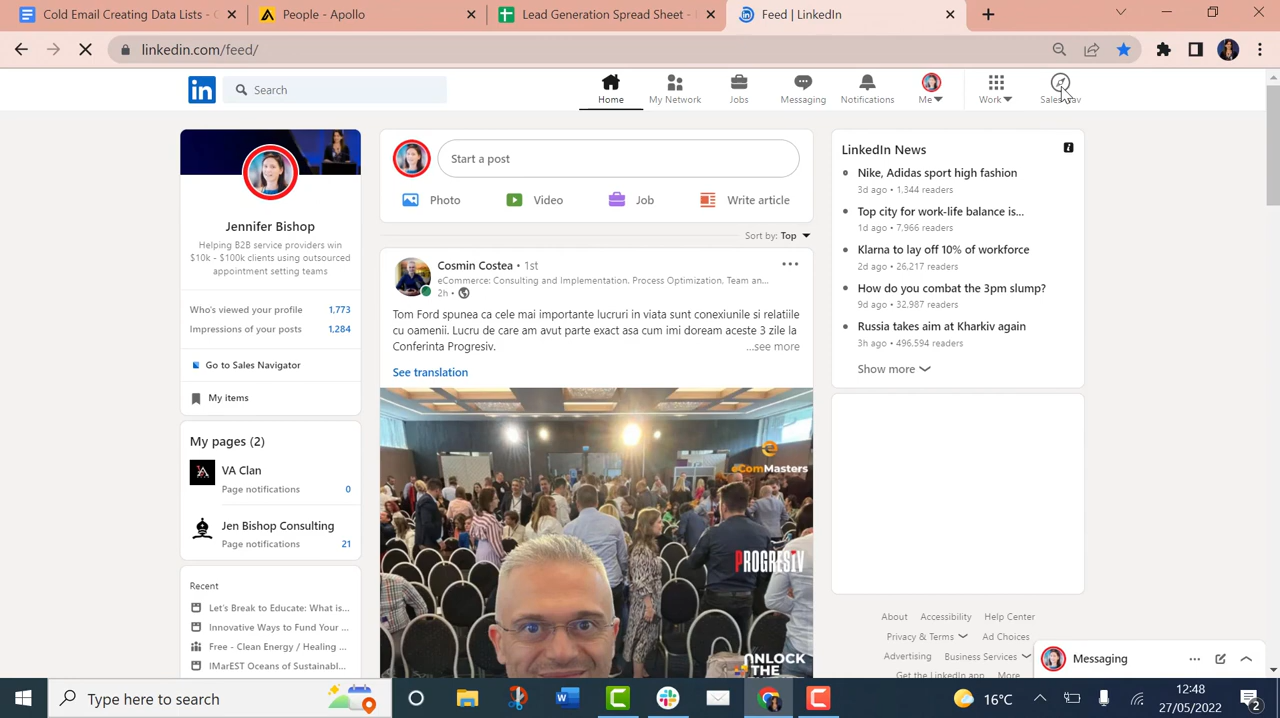 Cold Email Creating Data Lists - C
People - Apollo
Lead Generation Spread Sheet -
Feed | LinkedIn
linkedin.com/feed/
in
Search
Home
My Network
Jobs
Messaging
Notifications
Me
Work
Sales Nav
Jennifer Bishop
Helping B2B service providers win
$10k - $100k clients using outsourced
appointment setting teams
Who's viewed your profile 1,773
Impressions of your posts 1,284
Go to Sales Navigator
My items
My pages (2)
VA Clan
Page notifications 0
Jen Bishop Consulting
Page notifications 21
Recent
Let's Break to Educate: What is...
Innovative Ways to Fund Your ...
Free - Clean Energy / Healing ...
IMarEST Oceans of Sustainabl...
Start a post
Photo
Video
Job
Write article
Sort by: Top
Cosmin Costea • 1st
eCommerce: Consulting and Implementation. Process Optimization. Team an...
2h •
Tom Ford spunea ca cele mai importante lucruri in viata sunt conexiunile si relatiile
cu oamenii. Lucru de care am avut parte exact asa cum imi doream aceste 3 zile la
Conferinta Progresiv.
...see more
See translation
eComMasters
PROGRESIV
UNLOCK
THE
LinkedIn News
Nike, Adidas sport high fashion
3d ago • 1,344 readers
Top city for work-life balance is...
1d ago • 7,966 readers
Klarna to lay off 10% of workforce
2d ago • 26,217 readers
How do you combat the 3pm slump?
9d ago • 32,987 readers
Russia takes aim at Kharkiv again
3h ago • 496,594 readers
Show more
About Accessibility Help Center
Privacy & Terms Ad Choices
Advertising Business Services
Get the LinkedIn app More
Messaging
Type here to search
16°C
12:48
27/05/2022
2